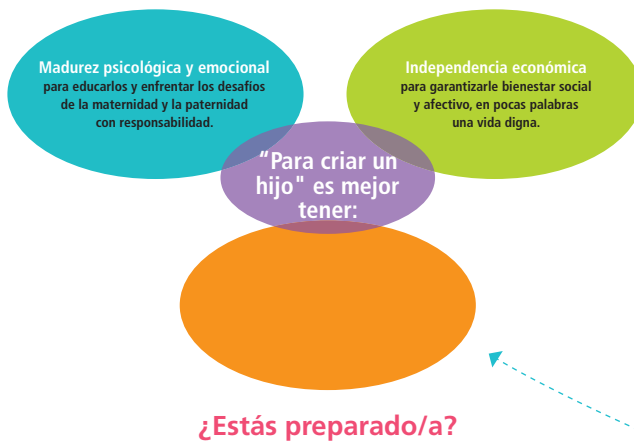 Madurez psicológica y emocional
para educarlos y enfrentar los desafíos
de la maternidad y la paternidad
con responsabilidad.
Independencia económica
para garantizarle bienestar social
y afectivo, en pocas palabras
una vida digna.
"Para criar un
hijo" es mejor
tener:
¿Estás preparado/a?